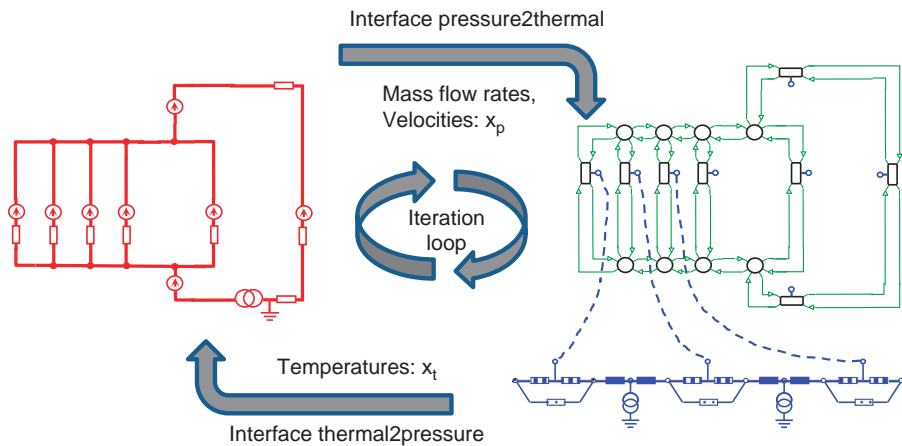 Interface pressure2thermal
Mass flow rates,
Velocities: xp
Iteration
loop
Temperatures: xt
Interface thermal2pressure